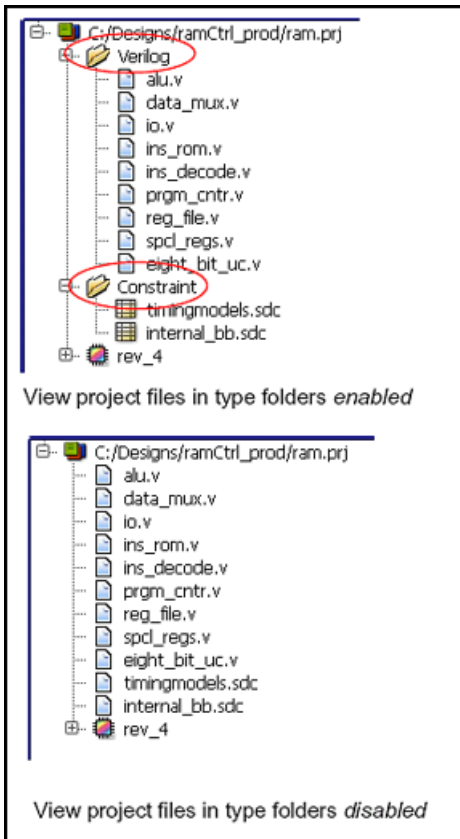 C:/Designs/ramCtrl_prod/ram.prj
Verilog
alu.v
data_mux.v
io.v
ins_rom.v
ins_decode.v
prgm_cntr.v
reg_file.v
spcl_regs.v
eight_bit_uc.v
Constraint
timingmodels.sdc
internal_bb.sdc
rev_4
View project files in type folders enabled
C:/Designs/ramCtrl_prod/ram.prj
alu.v
data_mux.v
io.v
ins_rom.v
ins_decode.v
prgm_cntr.v
reg_file.v
spcl_regs.v
eight_bit_uc.v
timingmodels.sdc
internal_bb.sdc
rev_4
View project files in type folders disabled